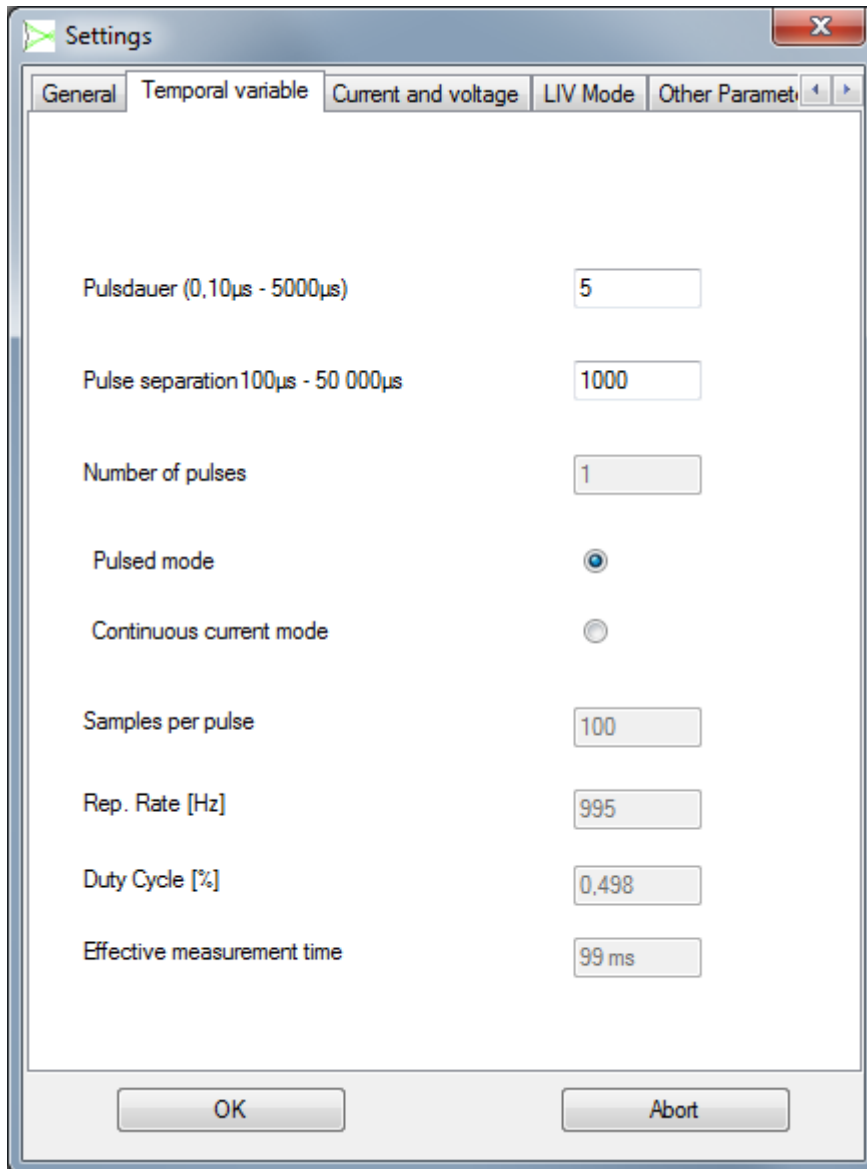 Settings
General Temporal variable Current and voltage LIV Mode Other Paramet
Pulsdauer (0,10µs - 5000µs) 5
Pulse separation100µs - 50 000µs 1000
Number of pulses 1
Pulsed mode
Continuous current mode
Samples per pulse 100
Rep. Rate [Hz] 995
Duty Cycle [%] 0,498
Effective measurement time 99 ms
OK Abort